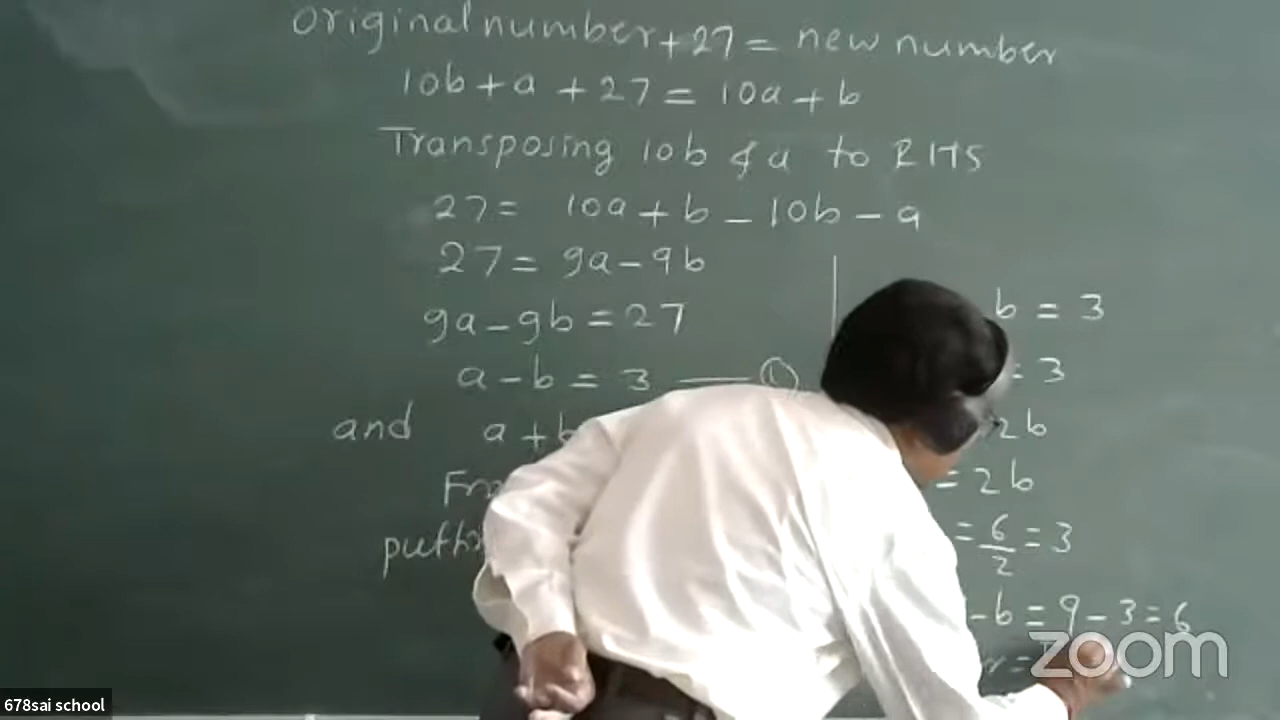 Original number + 27 = new number
10b + a + 27 = 10a + b
Transposing 10b & a to RHS
27 = 10a + b - 10b - a
27 = 9a - 9b
9a - 9b = 27
a - b = 3 —— ①
and a + b
b = 3
= 3
2b
= 2b
= 6/2 = 3
- b = 9 - 3 = 6
zoom
678sai school